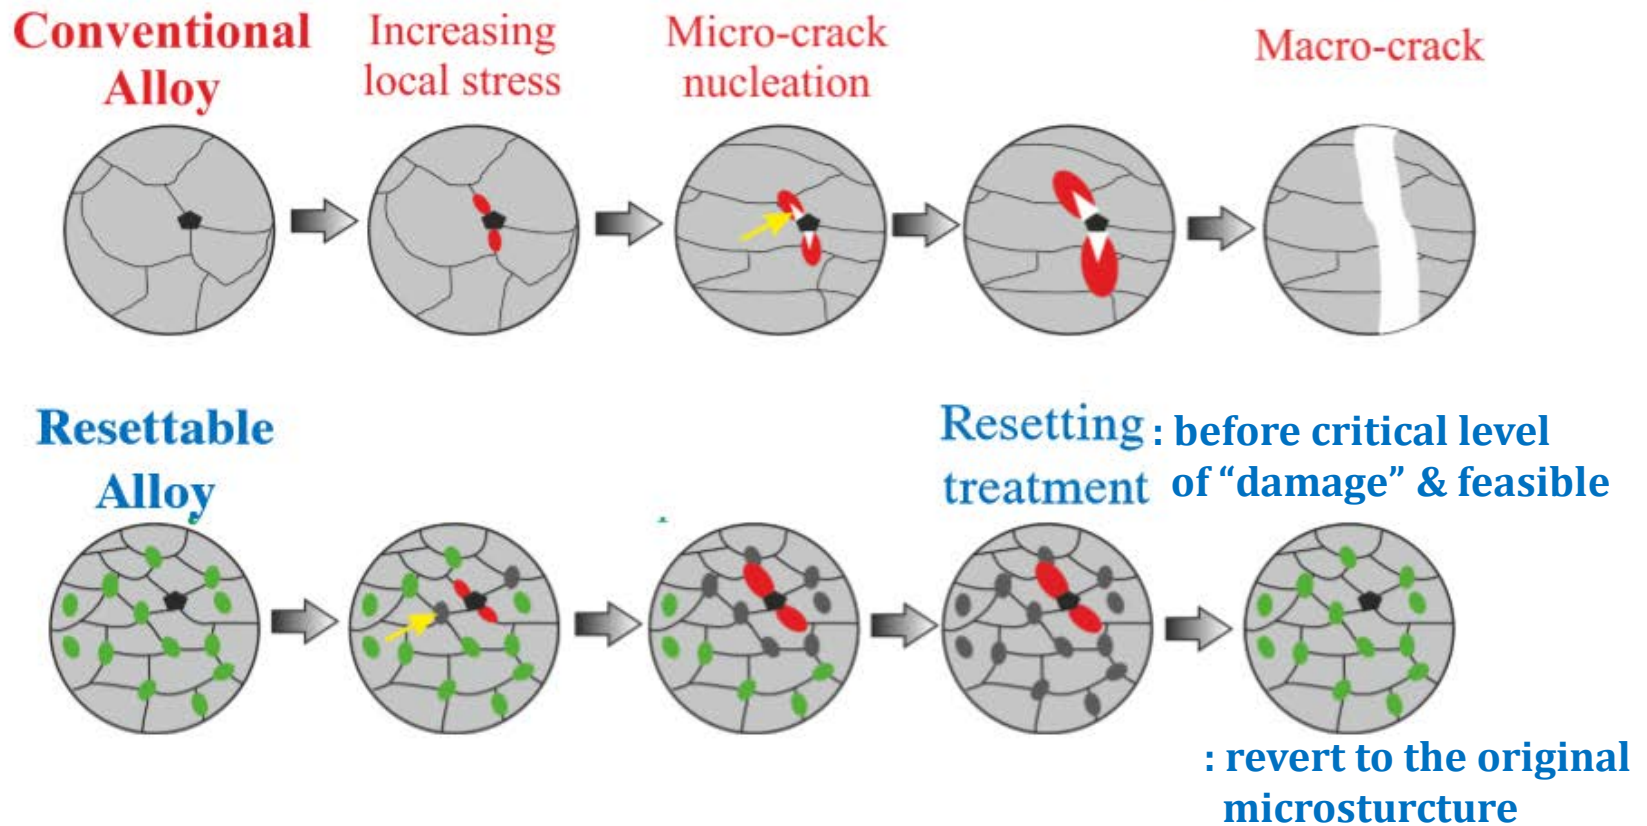 Conventional
Alloy
Increasing
local stress
Micro-crack
nucleation
Macro-crack
Resettable
Alloy
Resetting : before critical level
treatment of “damage” & feasible
: revert to the original
microsturcture